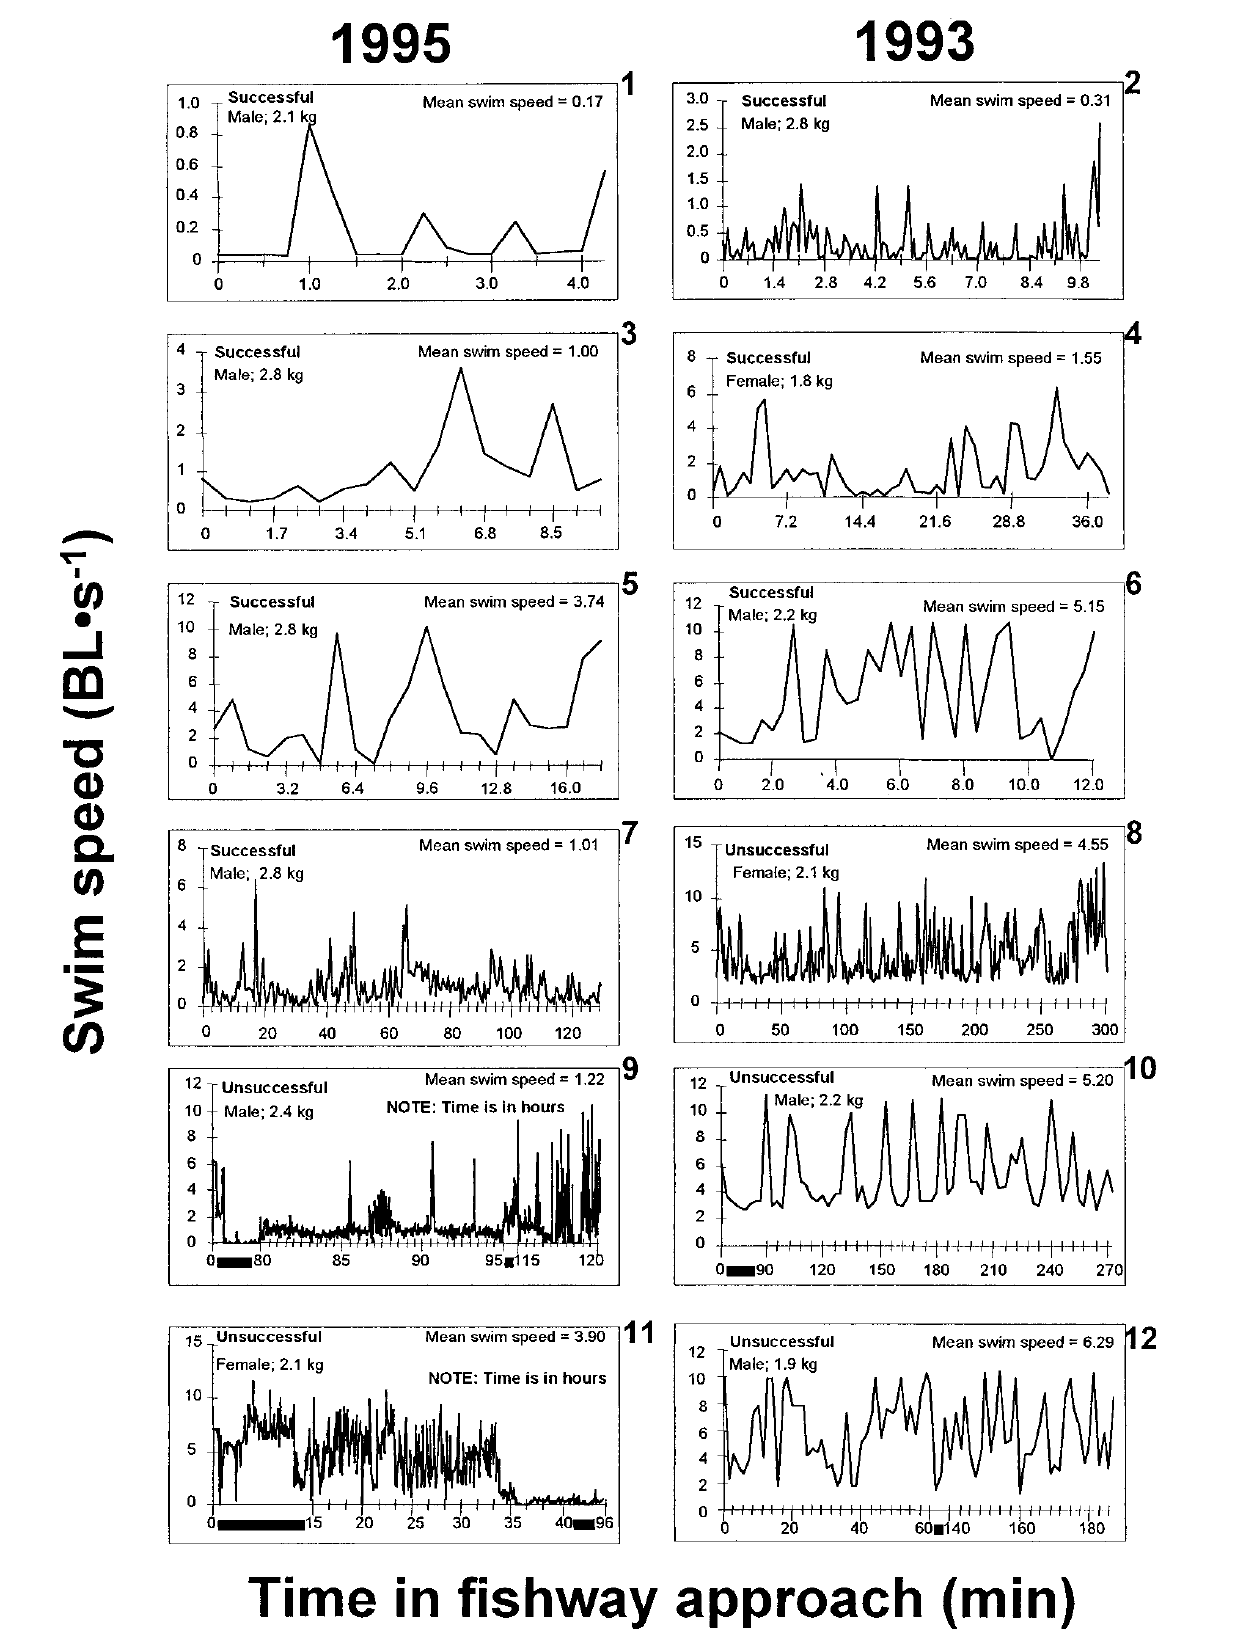 1995
1993
1
Successful
Male; 2.1 kg
Mean swim speed = 0.17
1.0
0.8
0.6
0.4
0.2
0
0 1.0 2.0 3.0 4.0
2
Successful
Male; 2.8 kg
Mean swim speed = 0.31
3.0
2.5
2.0
1.5
1.0
0.5
0
0 1.4 2.8 4.2 5.6 7.0 8.4 9.8
3
Successful
Male; 2.8 kg
Mean swim speed = 1.00
4
3
2
1
0
0 1.7 3.4 5.1 6.8 8.5
4
Successful
Female; 1.8 kg
Mean swim speed = 1.55
8
6
4
2
0
0 7.2 14.4 21.6 28.8 36.0
5
Successful
Male; 2.8 kg
Mean swim speed = 3.74
12
10
8
6
4
2
0
0 3.2 6.4 9.6 12.8 16.0
6
Successful
Male; 2.2 kg
Mean swim speed = 5.15
12
10
8
6
4
2
0
0 2.0 4.0 6.0 8.0 10.0 12.0
7
Successful
Male; 2.8 kg
Mean swim speed = 1.01
8
6
4
2
0
0 20 40 60 80 100 120
8
Unsuccessful
Female; 2.1 kg
Mean swim speed = 4.55
15
10
5
0
0 50 100 150 200 250 300
9
Unsuccessful
Male; 2.4 kg
Mean swim speed = 1.22
NOTE: Time is in hours
12
10
8
6
4
2
0
0 80 85 90 95 115 120
10
Unsuccessful
Male; 2.2 kg
Mean swim speed = 5.20
12
10
8
6
4
2
0
0 90 120 150 180 210 240 270
11
Unsuccessful
Female; 2.1 kg
Mean swim speed = 3.90
NOTE: Time is in hours
15
10
5
0
0 15 20 25 30 35 40 96
12
Unsuccessful
Male; 1.9 kg
Mean swim speed = 6.29
12
10
8
6
4
2
0
0 20 40 60 140 160 180
Swim speed (BL•s⁻¹)
Time in fishway approach (min)